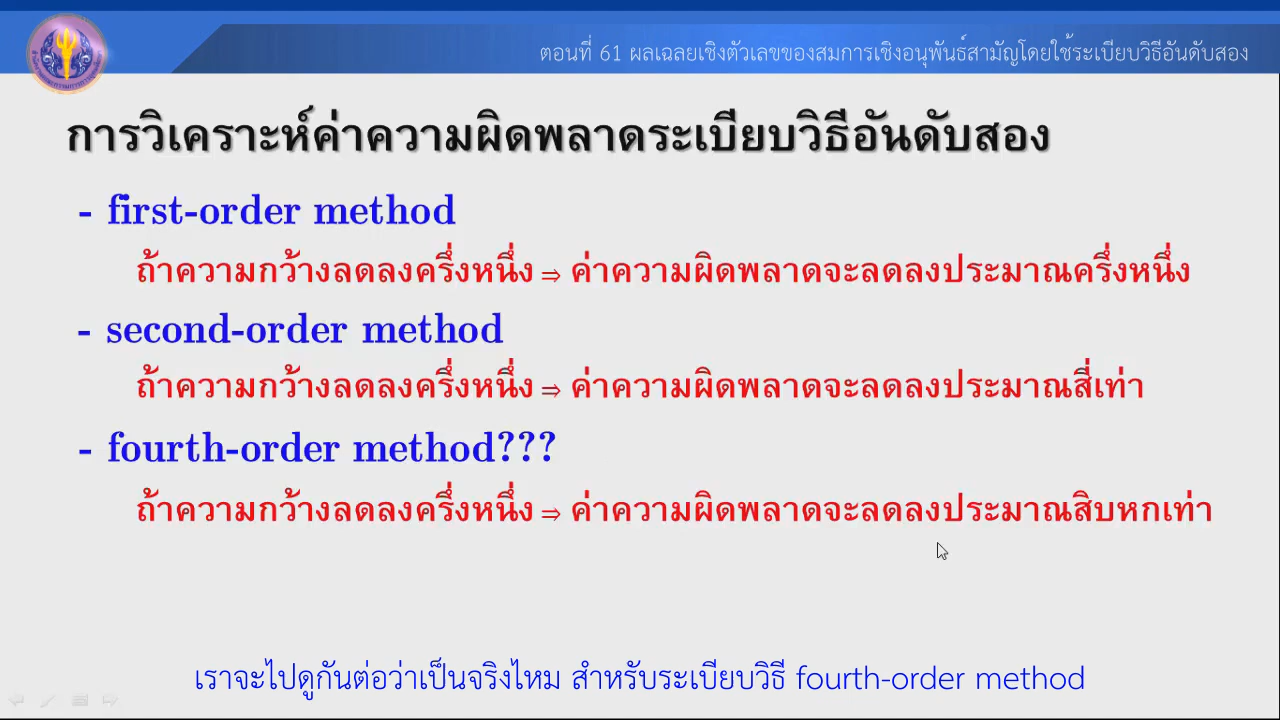 ตอนที่ 61 ผลเฉลยเชิงตัวเลขของสมการเชิงอนุพันธ์สามัญโดยใช้ระเบียบวิธีอันดับสอง
การวิเคราะห์ค่าความผิดพลาดระเบียบวิธีอันดับสอง
- first-order method
ถ้าความกว้างลดลงครึ่งหนึ่ง ⇒ ค่าความผิดพลาดจะลดลงประมาณครึ่งหนึ่ง
- second-order method
ถ้าความกว้างลดลงครึ่งหนึ่ง ⇒ ค่าความผิดพลาดจะลดลงประมาณสี่เท่า
- fourth-order method???
ถ้าความกว้างลดลงครึ่งหนึ่ง ⇒ ค่าความผิดพลาดจะลดลงประมาณสิบหกเท่า
เราจะไปดูกันต่อว่าเป็นจริงไหม สำหรับระเบียบวิธี fourth-order method